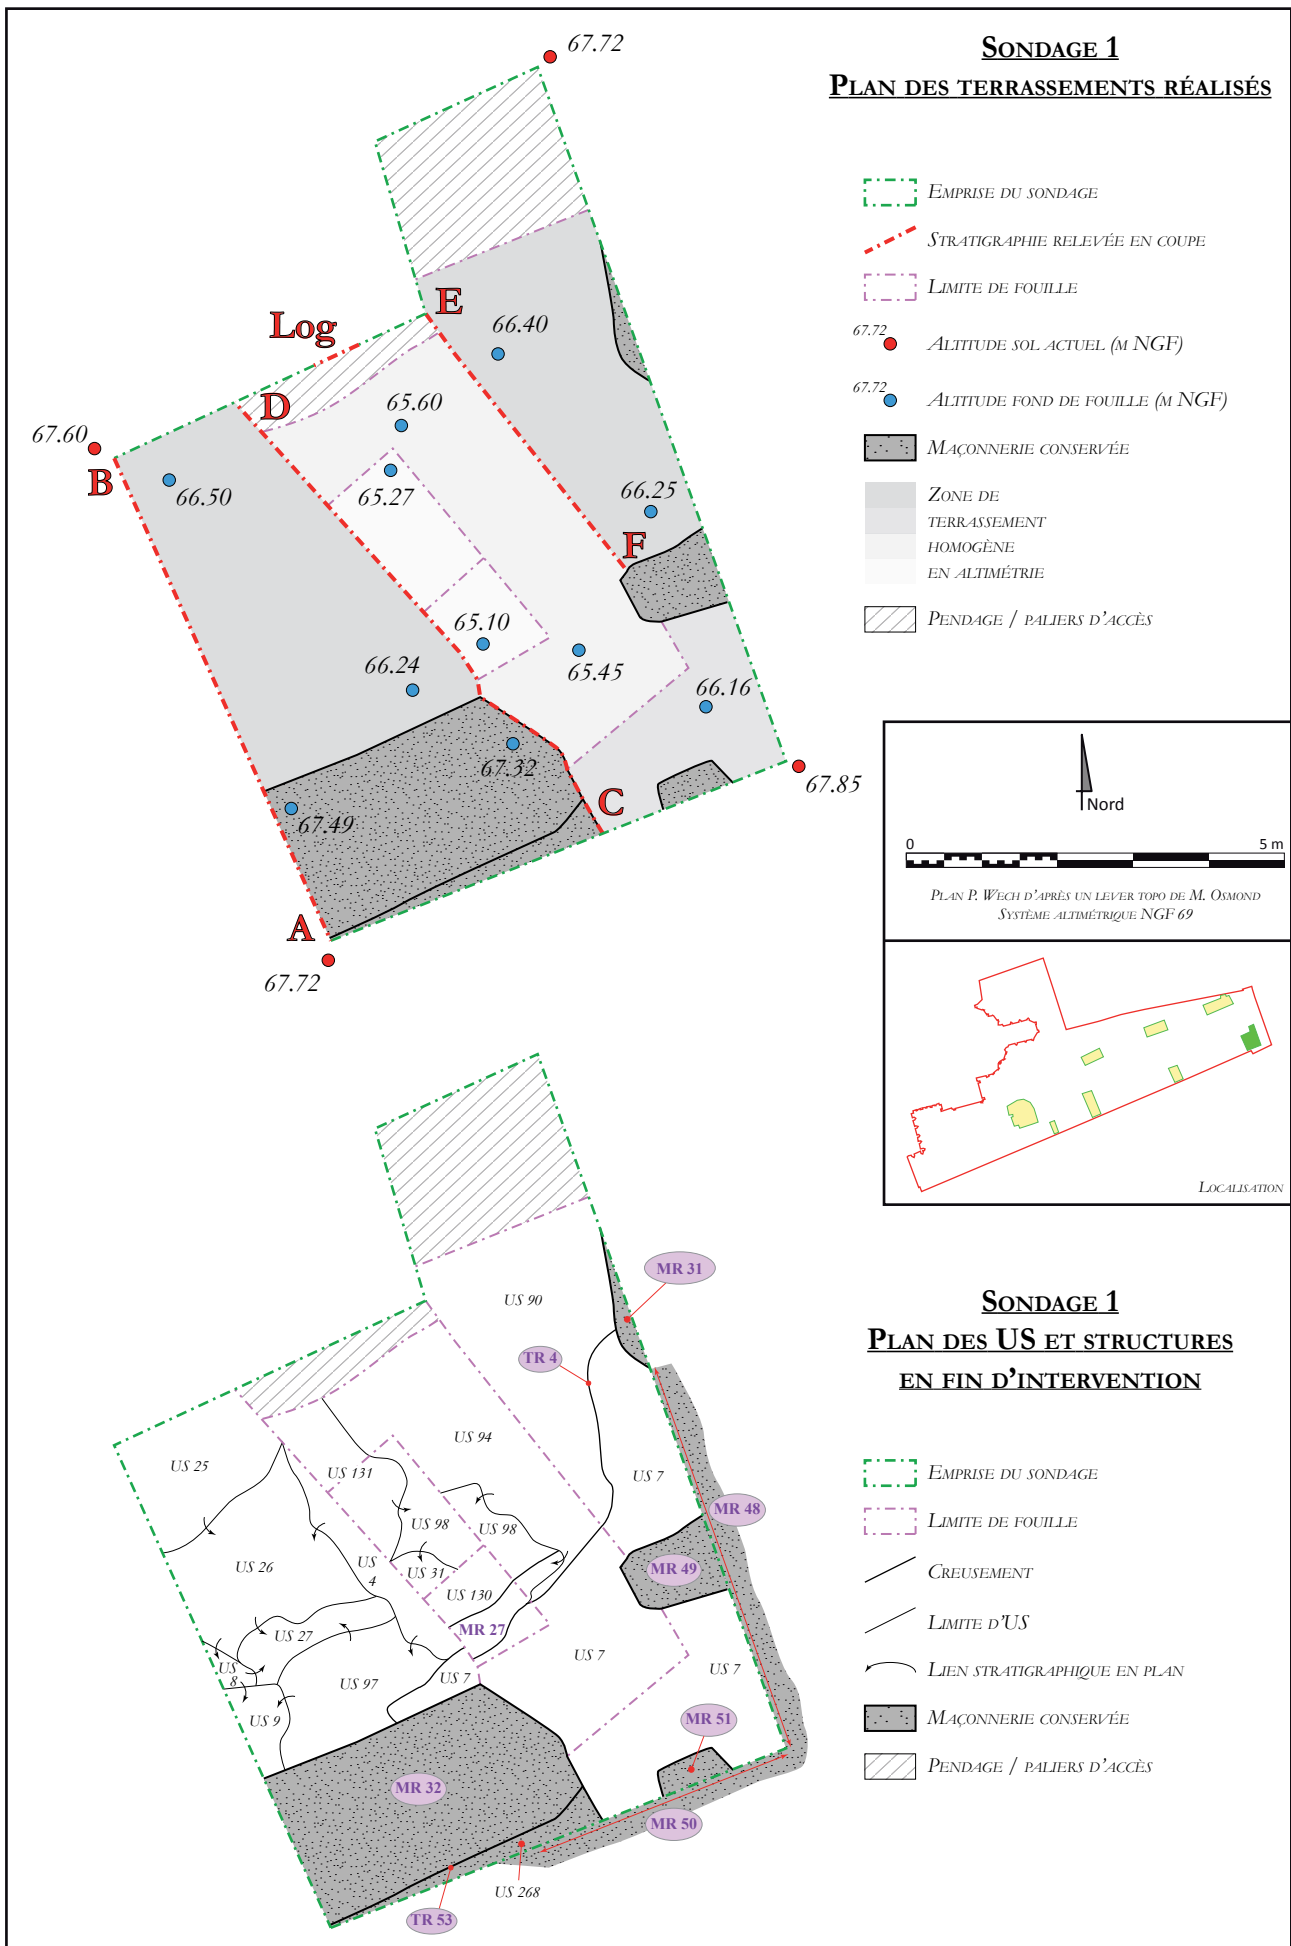 SONDAGE 1
PLAN DES TERRASSEMENTS RÉALISÉS
67.72
E
Log
66.40
D
65.60
67.60
B
66.50
65.27
66.25
F
65.10
66.24
65.45
66.16
67.32
67.85
C
67.49
A
67.72
EMPRISE DU SONDAGE
STRATIGRAPHIE RELEVÉE EN COUPE
LIMITE DE FOUILLE
67.72
ALTITUDE SOL ACTUEL (M NGF)
67.72
ALTITUDE FOND DE FOUILLE (M NGF)
MAÇONNERIE CONSERVÉE
ZONE DE
TERRASSEMENT
HOMOGÈNE
EN ALTIMÉTRIE
PENDAGE / PALIERS D'ACCÈS
Nord
0 5 m
PLAN P. WECH D'APRÈS UN LEVER TOPO DE M. OSMOND
SYSTÈME ALTIMÉTRIQUE NGF 69
LOCALISATION
SONDAGE 1
PLAN DES US ET STRUCTURES
EN FIN D'INTERVENTION
EMPRISE DU SONDAGE
LIMITE DE FOUILLE
CREUSEMENT
LIMITE D'US
LIEN STRATIGRAPHIQUE EN PLAN
MAÇONNERIE CONSERVÉE
PENDAGE / PALIERS D'ACCÈS
MR 31
US 90
TR 4
US 94
US 25
US 131
US 7
MR 48
US 98
US 98
US 26
US
4
US 31
MR 49
US 130
US 27
MR 27
US
8
US 97
US 7
US 7
US 7
US 9
MR 51
MR 32
MR 50
US 268
TR 53